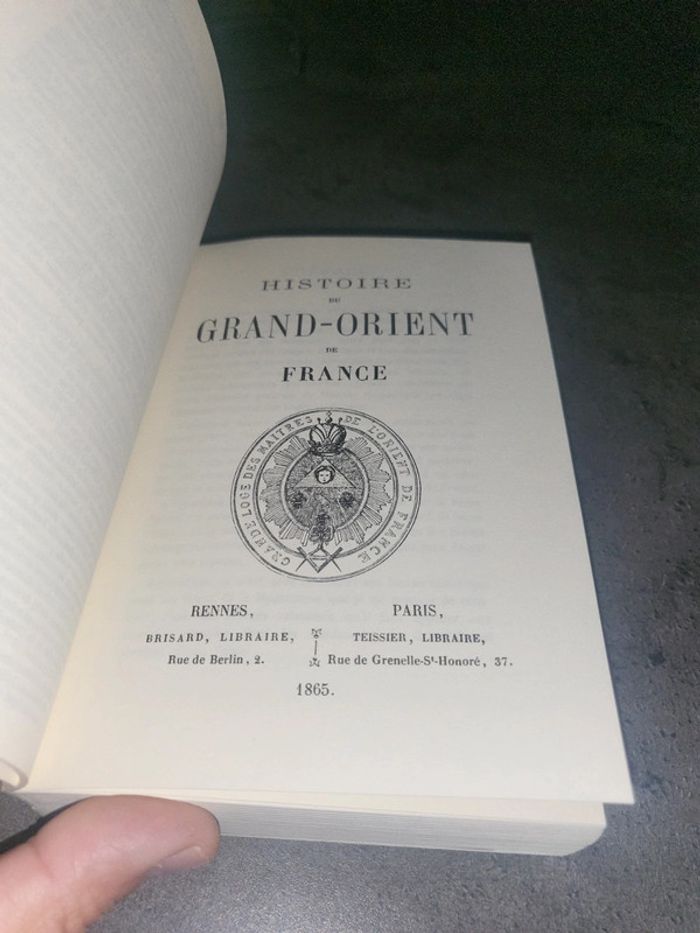 HISTOIRE
DU
GRAND-ORIENT
DE
FRANCE
GRANDE LOGE DES MAITRES DE L'ORIENT DE FRANCE
RENNES,
BRISARD, LIBRAIRE,
Rue de Berlin, 2.
PARIS,
TEISSIER, LIBRAIRE,
Rue de Grenelle-St-Honoré, 37.
1865.